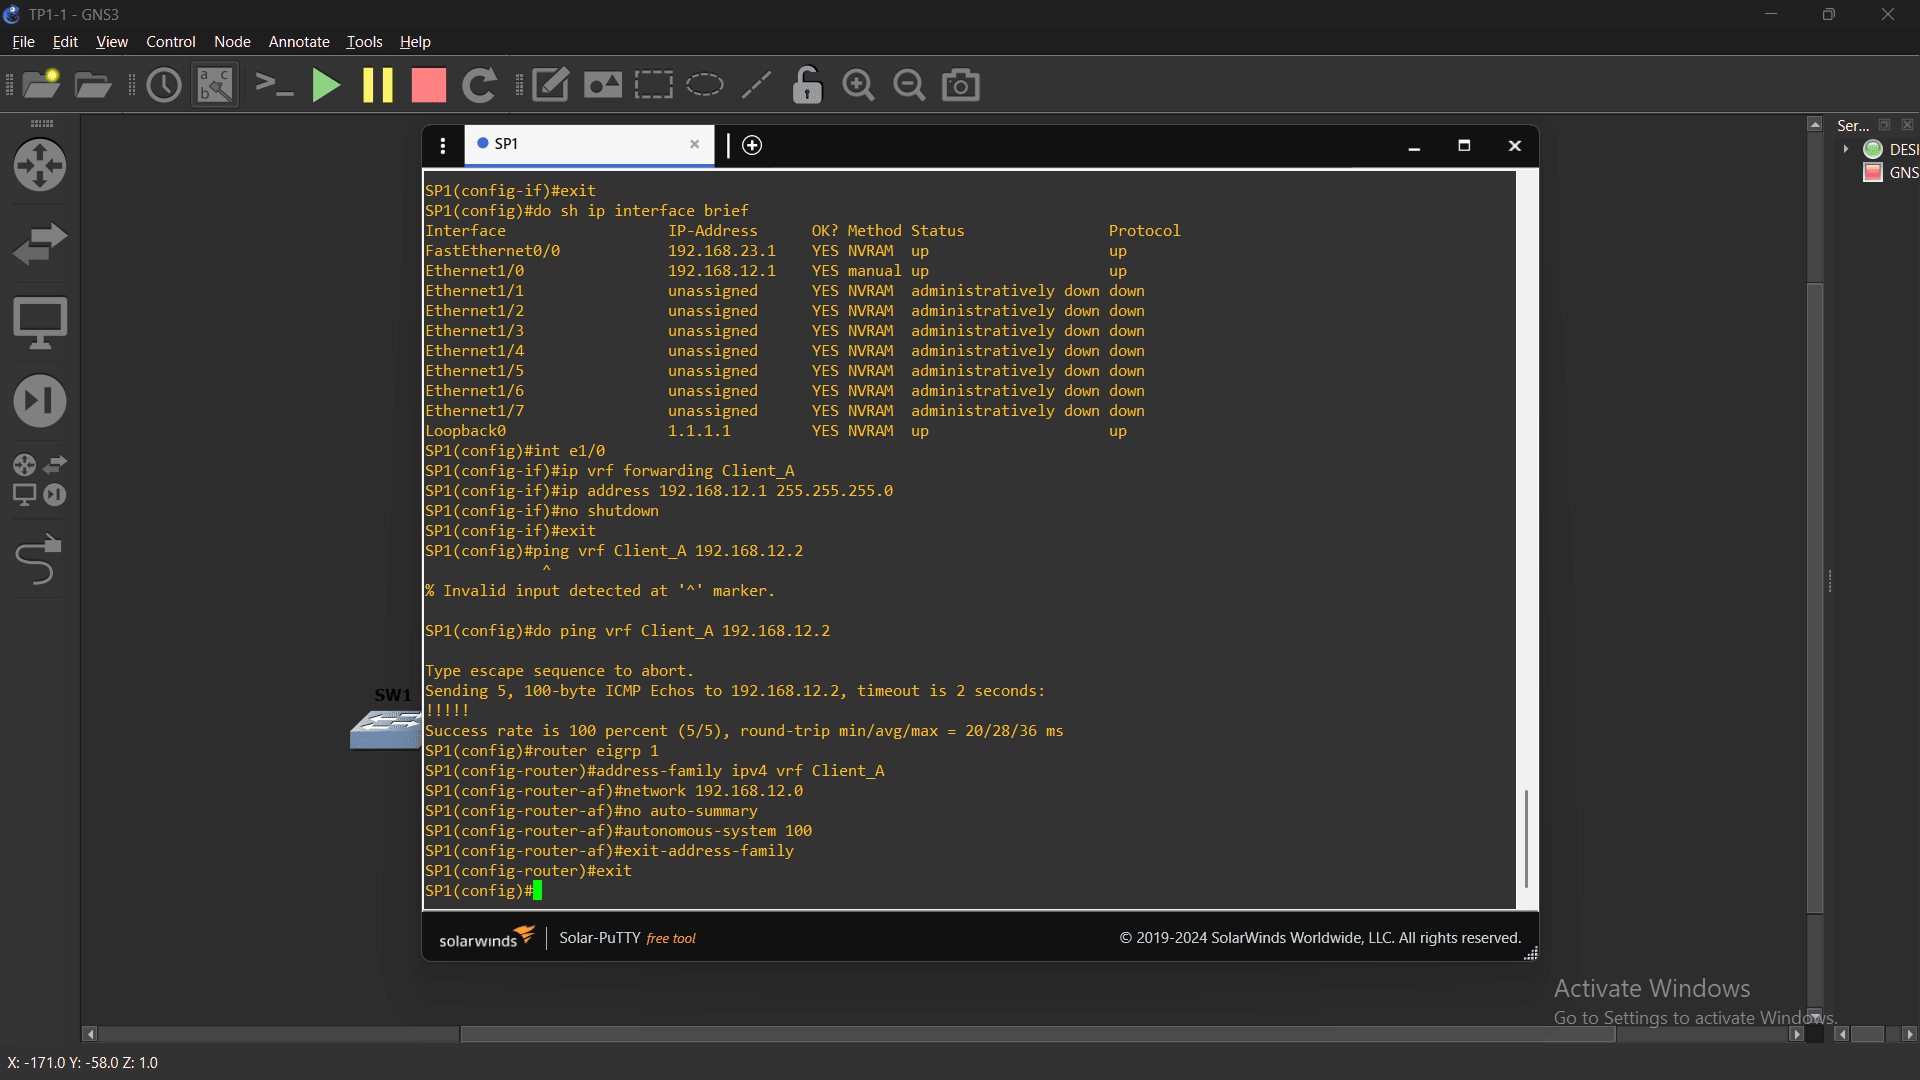 TP1-1 - GNS3
File Edit View Control Node Annotate Tools Help
a c
b
Ser...
DESI
GNS
SP1
SP1(config-if)#exit
SP1(config)#do sh ip interface brief
Interface IP-Address OK? Method Status Protocol
FastEthernet0/0 192.168.23.1 YES NVRAM up up
Ethernet1/0 192.168.12.1 YES manual up up
Ethernet1/1 unassigned YES NVRAM administratively down down
Ethernet1/2 unassigned YES NVRAM administratively down down
Ethernet1/3 unassigned YES NVRAM administratively down down
Ethernet1/4 unassigned YES NVRAM administratively down down
Ethernet1/5 unassigned YES NVRAM administratively down down
Ethernet1/6 unassigned YES NVRAM administratively down down
Ethernet1/7 unassigned YES NVRAM administratively down down
Loopback0 1.1.1.1 YES NVRAM up up
SP1(config)#int e1/0
SP1(config-if)#ip vrf forwarding Client_A
SP1(config-if)#ip address 192.168.12.1 255.255.255.0
SP1(config-if)#no shutdown
SP1(config-if)#exit
SP1(config)#ping vrf Client_A 192.168.12.2
^
% Invalid input detected at '^' marker.
SP1(config)#do ping vrf Client_A 192.168.12.2
Type escape sequence to abort.
Sending 5, 100-byte ICMP Echos to 192.168.12.2, timeout is 2 seconds:
!!!!!
Success rate is 100 percent (5/5), round-trip min/avg/max = 20/28/36 ms
SP1(config)#router eigrp 1
SP1(config-router)#address-family ipv4 vrf Client_A
SP1(config-router-af)#network 192.168.12.0
SP1(config-router-af)#no auto-summary
SP1(config-router-af)#autonomous-system 100
SP1(config-router-af)#exit-address-family
SP1(config-router)#exit
SP1(config)#
SW1
solarwinds Solar-PuTTY free tool © 2019-2024 SolarWinds Worldwide, LLC. All rights reserved.
Activate Windows
Go to Settings to activate Windows.
X: -171.0 Y: -58.0 Z: 1.0